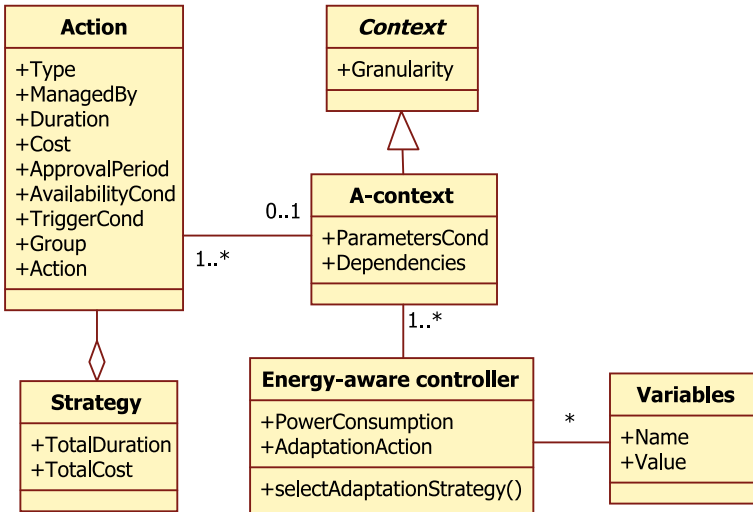 Action
+Type
+ManagedBy
+Duration
+Cost
+ApprovalPeriod
+AvailabilityCond
+TriggerCond
+Group
+Action
Context
+Granularity
A-context
+ParametersCond
+Dependencies
0..1
1..*
1..*
Strategy
+TotalDuration
+TotalCost
Energy-aware controller
+PowerConsumption
+AdaptationAction
+selectAdaptationStrategy()
*
Variables
+Name
+Value